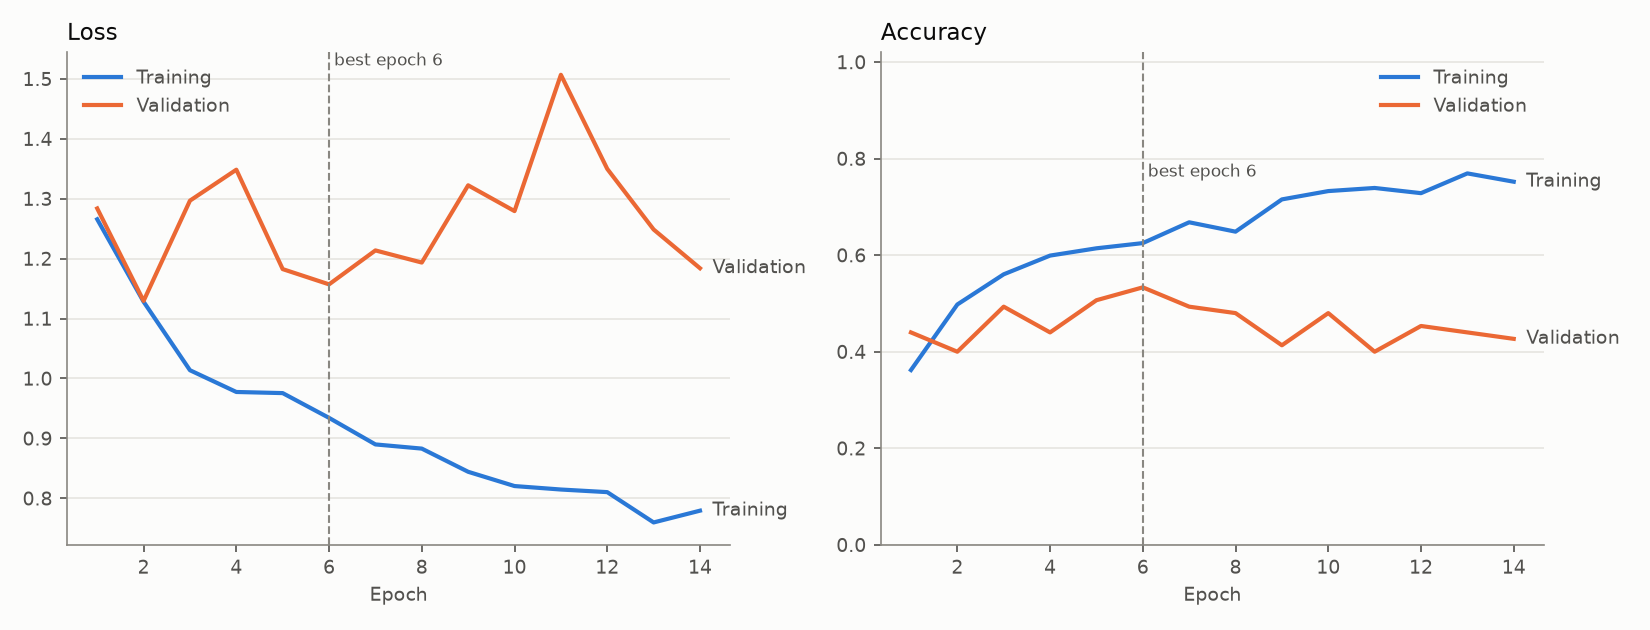 Loss
best epoch 6
Training
Validation
1.5
1.4
1.3
1.2
1.1
1.0
0.9
0.8
Validation
Training
2 4 6 8 10 12 14
Epoch
Accuracy
Training
Validation
best epoch 6
1.0
0.8
0.6
0.4
0.2
0.0
Training
Validation
2 4 6 8 10 12 14
Epoch